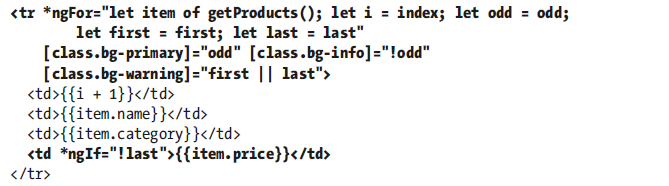 <tr *ngFor="let item of getProducts(); let i = index; let odd = odd;
let first = first; let last = last"
[class.bg-primary]="odd" [class.bg-info]="!odd"
[class.bg-warning]="first || last">
<td>{{i + 1}}</td>
<td>{{item.name}}</td>
<td>{{item.category}}</td>
<td *ngIf="!last">{{item.price}}</td>
</tr>